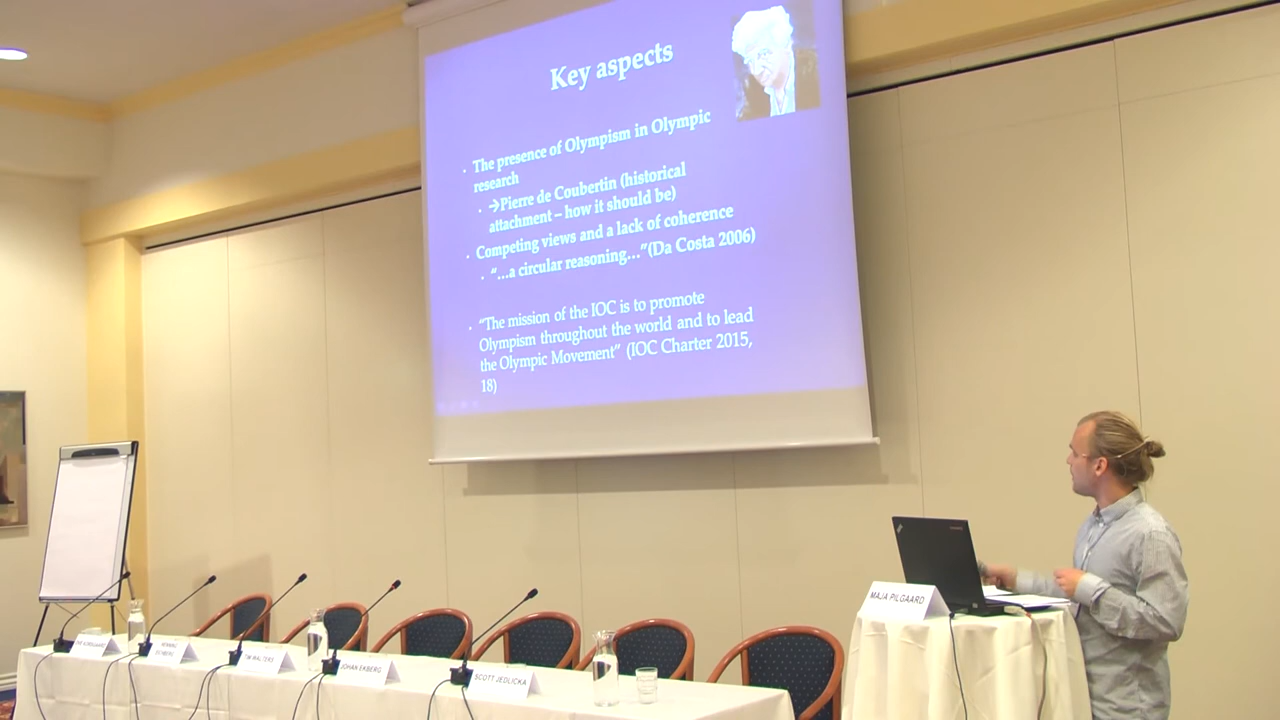 Key aspects
The presence of Olympism in Olympic
research
→Pierre de Coubertin (historical
attachment – how it should be)
Competing views and a lack of coherence
“…a circular reasoning…”(Da Costa 2006)
“The mission of the IOC is to promote
Olympism throughout the world and to lead
the Olympic Movement” (IOC Charter 2015,
18)
MAJA PILGAARD
HENNING
TIM WALTERS
JOHAN EKBERG
SCOTT JEDLICKA